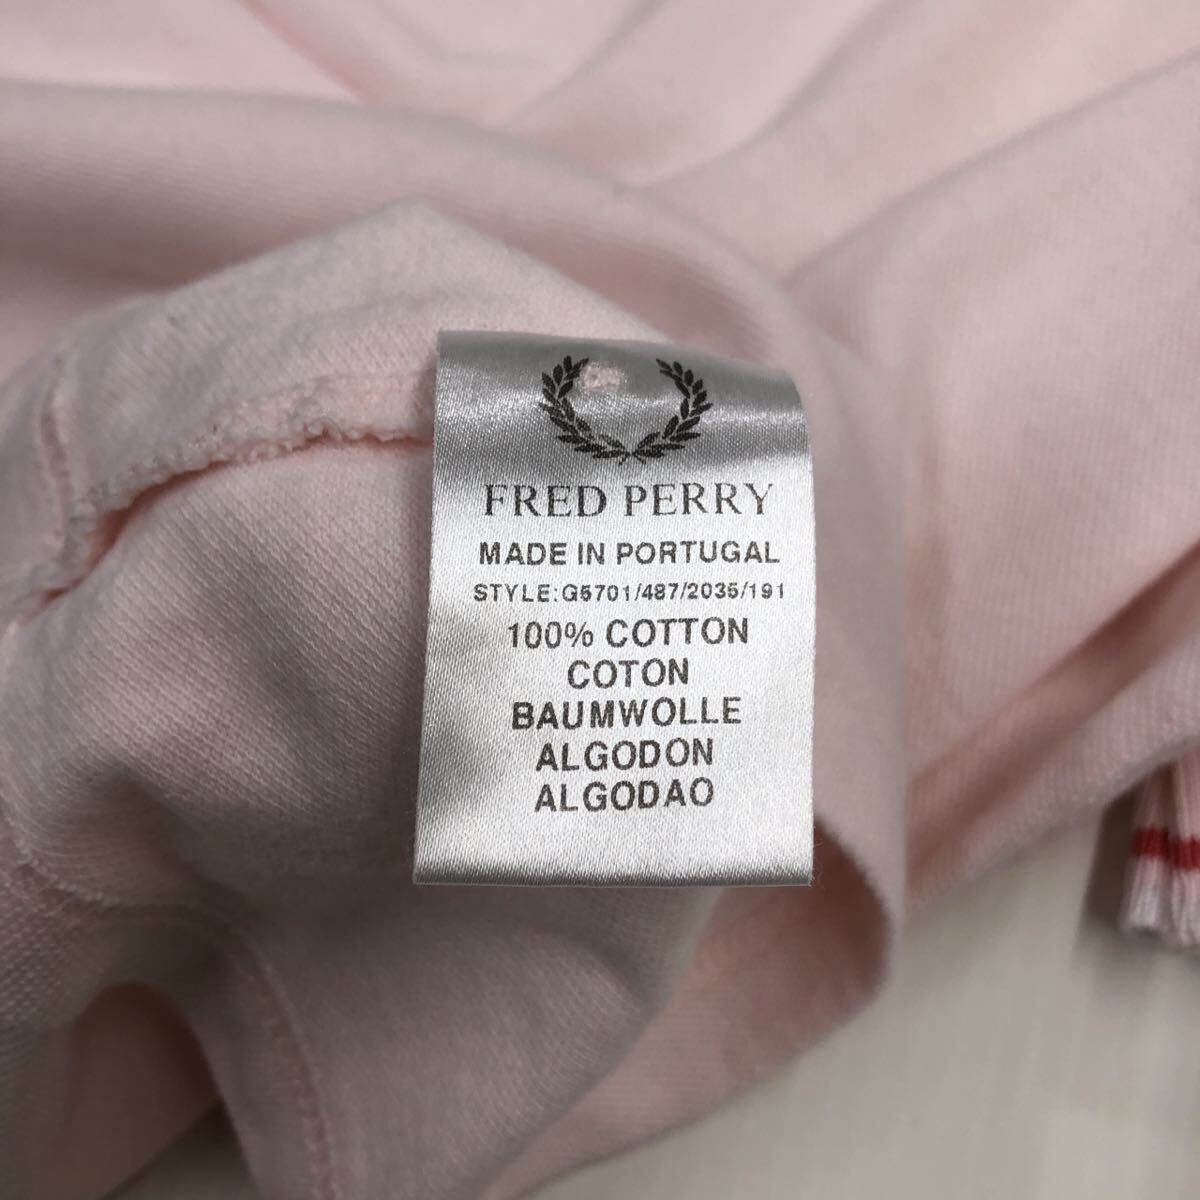 FRED PERRY
MADE IN PORTUGAL
STYLE:G5701/487/2035/191
100% COTTON
COTON
BAUMWOLLE
ALGODON
ALGODAO